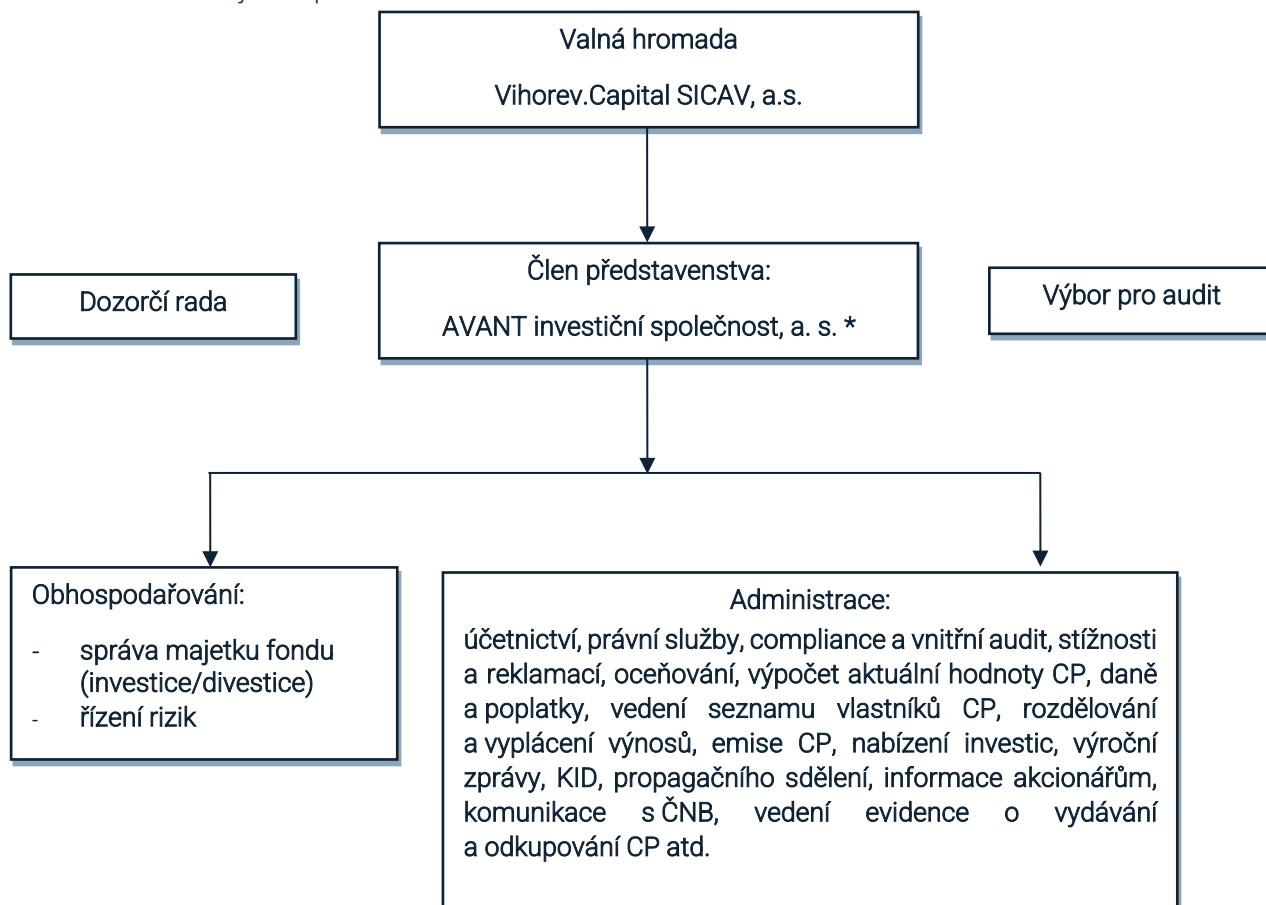 Valná hromada
Vihorev.Capital SICAV, a.s.
Člen představenstva:
AVANT investiční společnost, a. s. *
Dozorčí rada
Výbor pro audit
Obhospodařování:
- správa majetku fondu
(investice/divestice)
- řízení rizik
Administrace:
účetnictví, právní služby, compliance a vnitřní audit, stížnosti
a reklamací, oceňování, výpočet aktuální hodnoty CP, daně
a poplatky, vedení seznamu vlastníků CP, rozdělování
a vyplácení výnosů, emise CP, nabízení investic, výroční
zprávy, KID, propagačního sdělení, informace akcionářům,
komunikace s ČNB, vedení evidence o vydávání
a odkupování CP atd.